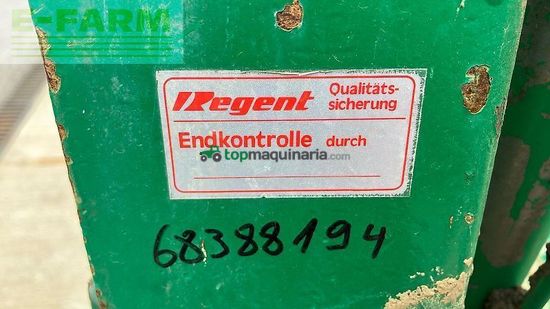 E-FARM
Regent Qualitäts-
sicherung
Endkontrolle durch
topmaquinaria.com
68388194